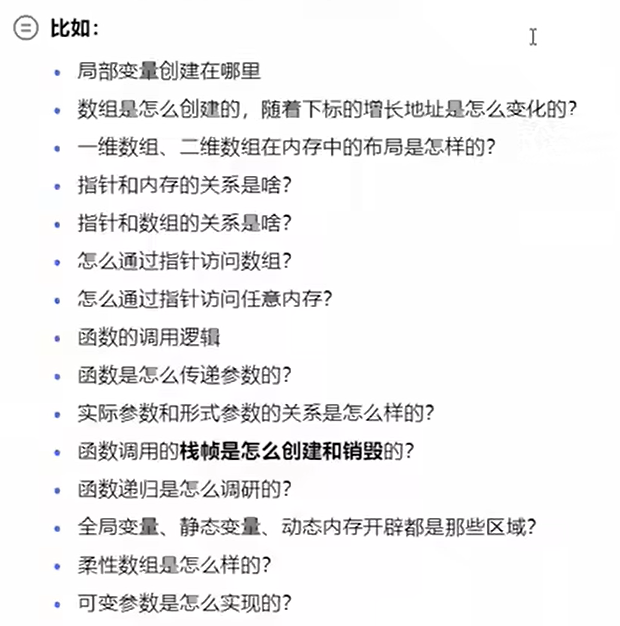 比如：
局部变量创建在哪里
数组是怎么创建的，随着下标的增长地址是怎么变化的？
一维数组、二维数组在内存中的布局是怎样的？
指针和内存的关系是啥？
指针和数组的关系是啥？
怎么通过指针访问数组？
怎么通过指针访问任意内存？
函数的调用逻辑
函数是怎么传递参数的？
实际参数和形式参数的关系是怎么样的？
函数调用的栈帧是怎么创建和销毁的？
函数递归是怎么调研的？
全局变量、静态变量、动态内存开辟都是那些区域？
柔性数组是怎么样的？
可变参数是怎么实现的？